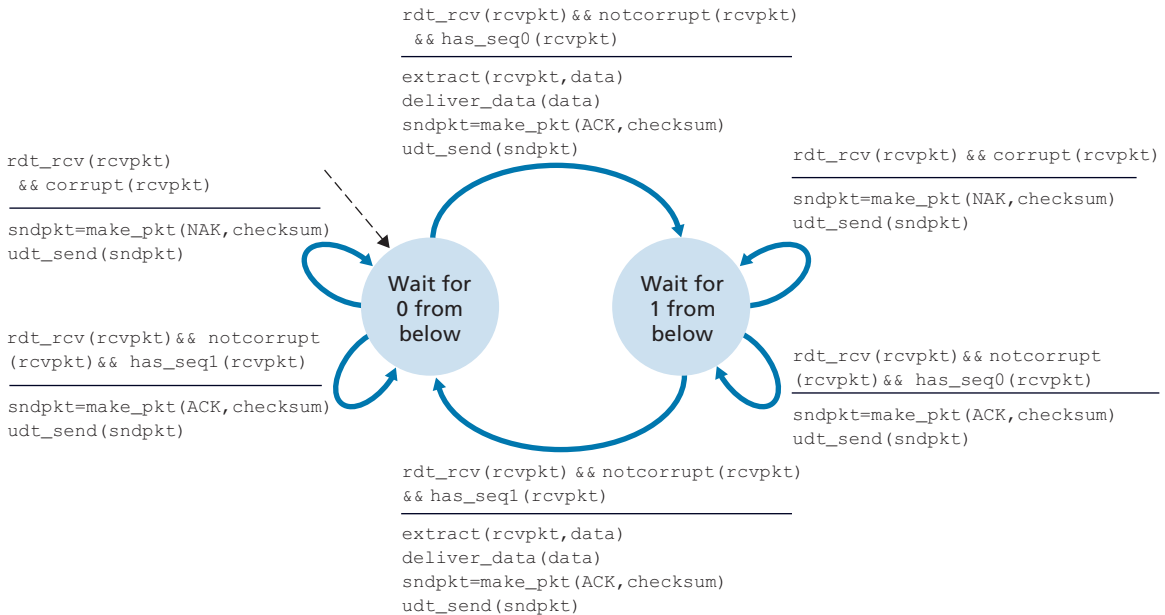 rdt_rcv(rcvpkt) && notcorrupt(rcvpkt)
&& has_seq0(rcvpkt)
extract(rcvpkt,data)
deliver_data(data)
sndpkt=make_pkt(ACK,checksum)
udt_send(sndpkt)
rdt_rcv(rcvpkt)
&& corrupt(rcvpkt)
sndpkt=make_pkt(NAK,checksum)
udt_send(sndpkt)
rdt_rcv(rcvpkt) && corrupt(rcvpkt)
sndpkt=make_pkt(NAK,checksum)
udt_send(sndpkt)
Wait for
0 from
below
Wait for
1 from
below
rdt_rcv(rcvpkt)&& notcorrupt
(rcvpkt)&& has_seq1(rcvpkt)
sndpkt=make_pkt(ACK,checksum)
udt_send(sndpkt)
rdt_rcv(rcvpkt)&& notcorrupt
(rcvpkt)&& has_seq0(rcvpkt)
sndpkt=make_pkt(ACK,checksum)
udt_send(sndpkt)
rdt_rcv(rcvpkt) && notcorrupt(rcvpkt)
&& has_seq1(rcvpkt)
extract(rcvpkt,data)
deliver_data(data)
sndpkt=make_pkt(ACK,checksum)
udt_send(sndpkt)